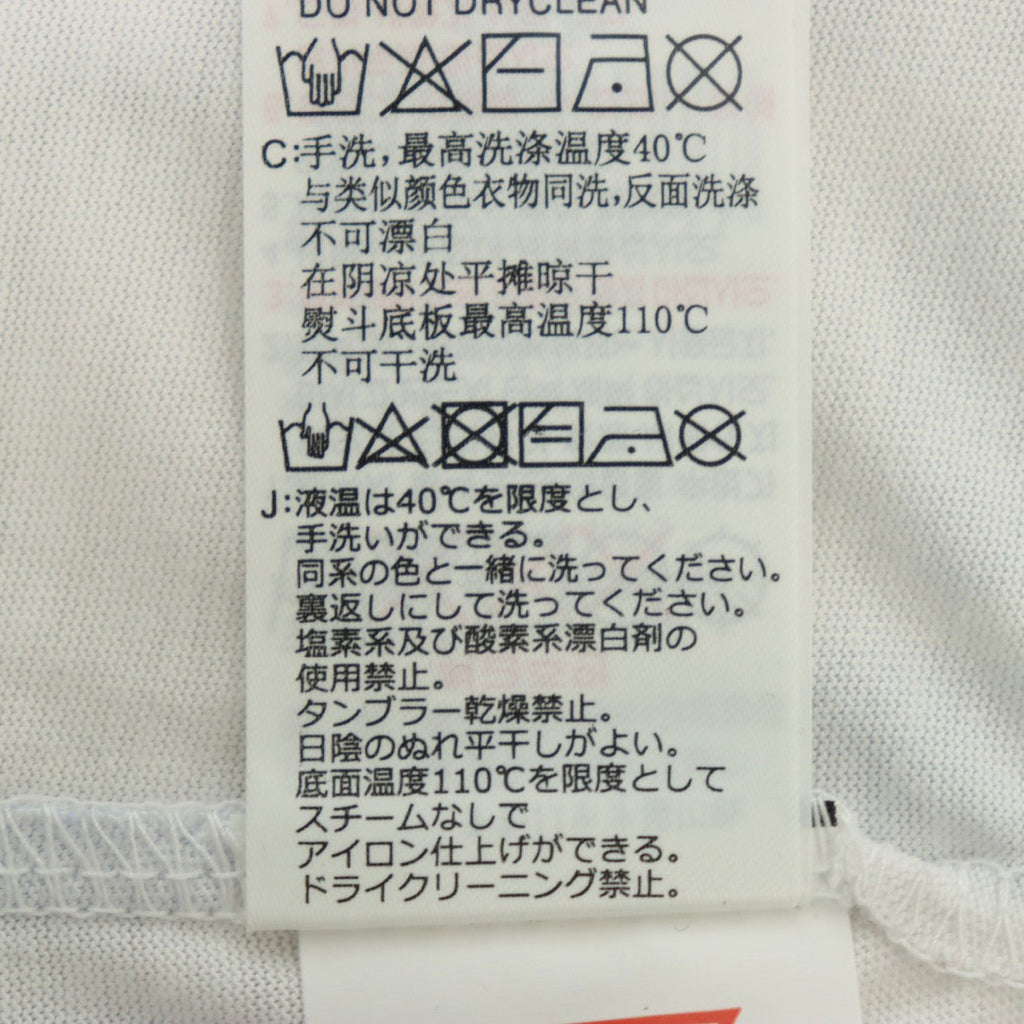 DO NOT DRYCLEAN
C:手洗,最高洗涤温度40℃
与类似颜色衣物同洗,反面洗涤
不可漂白
在阴凉处平摊晾干
熨斗底板最高温度110℃
不可干洗
J:液温は40℃を限度とし、
手洗いができる。
同系の色と一緒に洗ってください。
裏返しにして洗ってください。
塩素系及び酸素系漂白剤の
使用禁止。
タンブラー乾燥禁止。
日陰のぬれ平干しがよい。
底面温度110℃を限度として
スチームなしで
アイロン仕上げができる。
ドライクリーニング禁止。